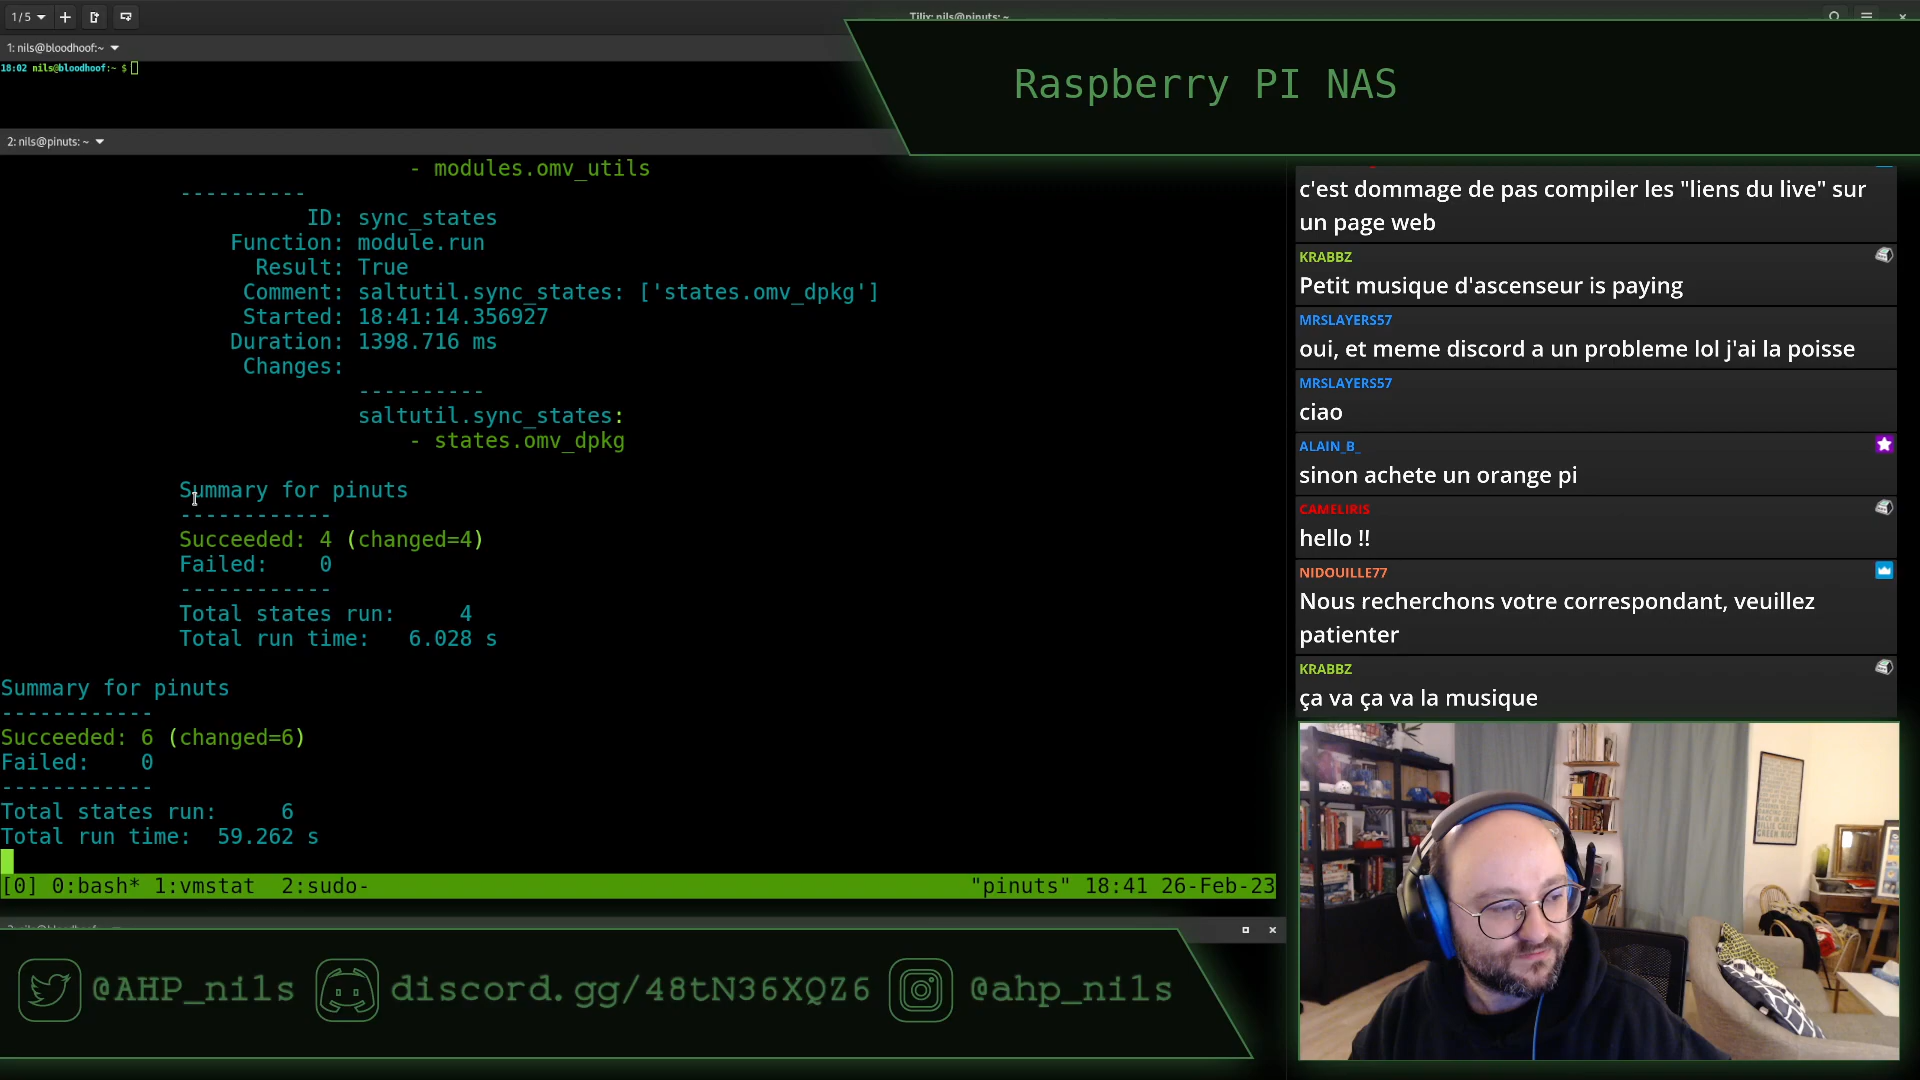 1/5
Tilix: nils@pinuts: ~
1: nils@bloodhoof:~
18:02 nils@bloodhoof:~ $
Raspberry PI NAS
2: nils@pinuts: ~
- modules.omv_utils
----------
ID: sync_states
Function: module.run
Result: True
Comment: saltutil.sync_states: ['states.omv_dpkg']
Started: 18:41:14.356927
Duration: 1398.716 ms
Changes:
----------
saltutil.sync_states:
- states.omv_dpkg
Summary for pinuts
------------
Succeeded: 4 (changed=4)
Failed: 0
------------
Total states run: 4
Total run time: 6.028 s
Summary for pinuts
------------
Succeeded: 6 (changed=6)
Failed: 0
------------
Total states run: 6
Total run time: 59.262 s
[0] 0:bash* 1:vmstat 2:sudo- "pinuts" 18:41 26-Feb-23
c'est dommage de pas compiler les "liens du live" sur
un page web
KRABBZ
Petit musique d'ascenseur is paying
MRSLAYERS57
oui, et meme discord a un probleme lol j'ai la poisse
MRSLAYERS57
ciao
ALAIN_B_
sinon achete un orange pi
CAMELIRIS
hello !!
NIDOUILLE77
Nous recherchons votre correspondant, veuillez
patienter
KRABBZ
ça va ça va la musique
@AHP_nils discord.gg/48tN36XQZ6 @ahp_nils